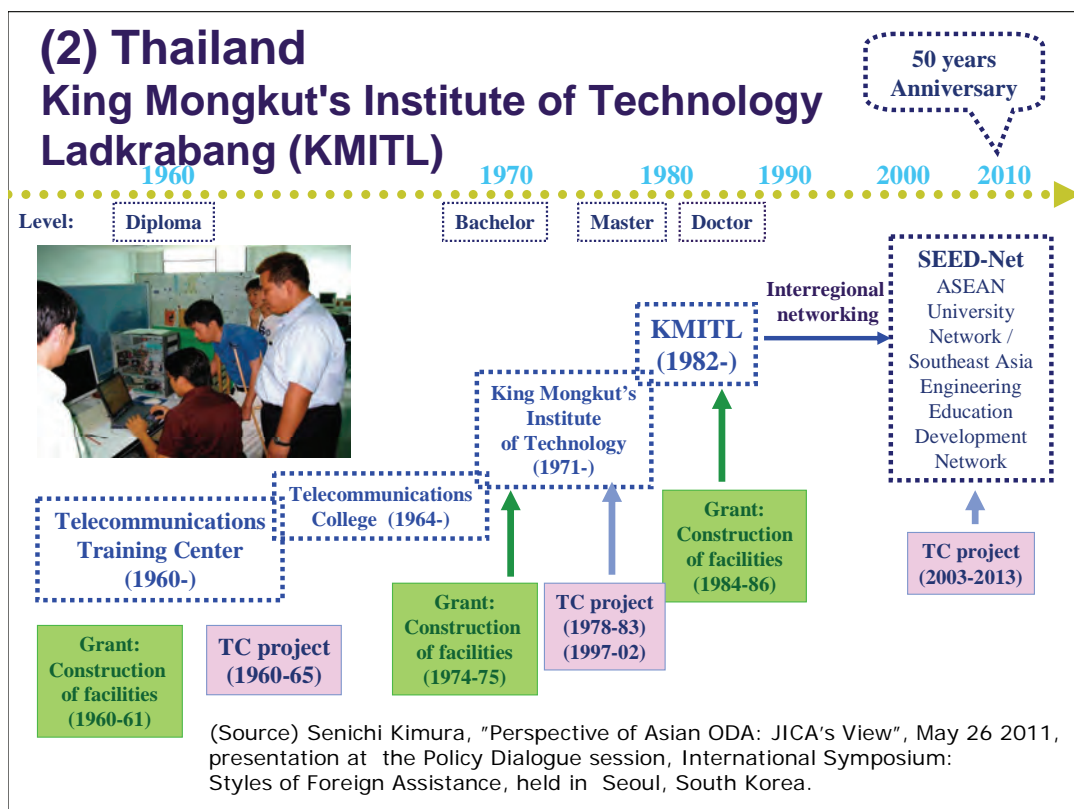 (2) Thailand
King Mongkut's Institute of Technology
Ladkrabang (KMITL)
50 years
Anniversary
1960
1970
1980
1990
2000
2010
Level:
Diploma
Bachelor
Master
Doctor
SEED-Net
ASEAN
University
Network /
Southeast Asia
Engineering
Education
Development
Network
Interregional
networking
KMITL
(1982-)
King Mongkut's
Institute
of Technology
(1971-)
Telecommunications
College (1964-)
Telecommunications
Training Center
(1960-)
Grant:
Construction
of facilities
(1984-86)
TC project
(2003-2013)
Grant:
Construction
of facilities
(1974-75)
TC project
(1978-83)
(1997-02)
Grant:
Construction
of facilities
(1960-61)
TC project
(1960-65)
(Source) Senichi Kimura, "Perspective of Asian ODA: JICA's View", May 26 2011,
presentation at the Policy Dialogue session, International Symposium:
Styles of Foreign Assistance, held in Seoul, South Korea.